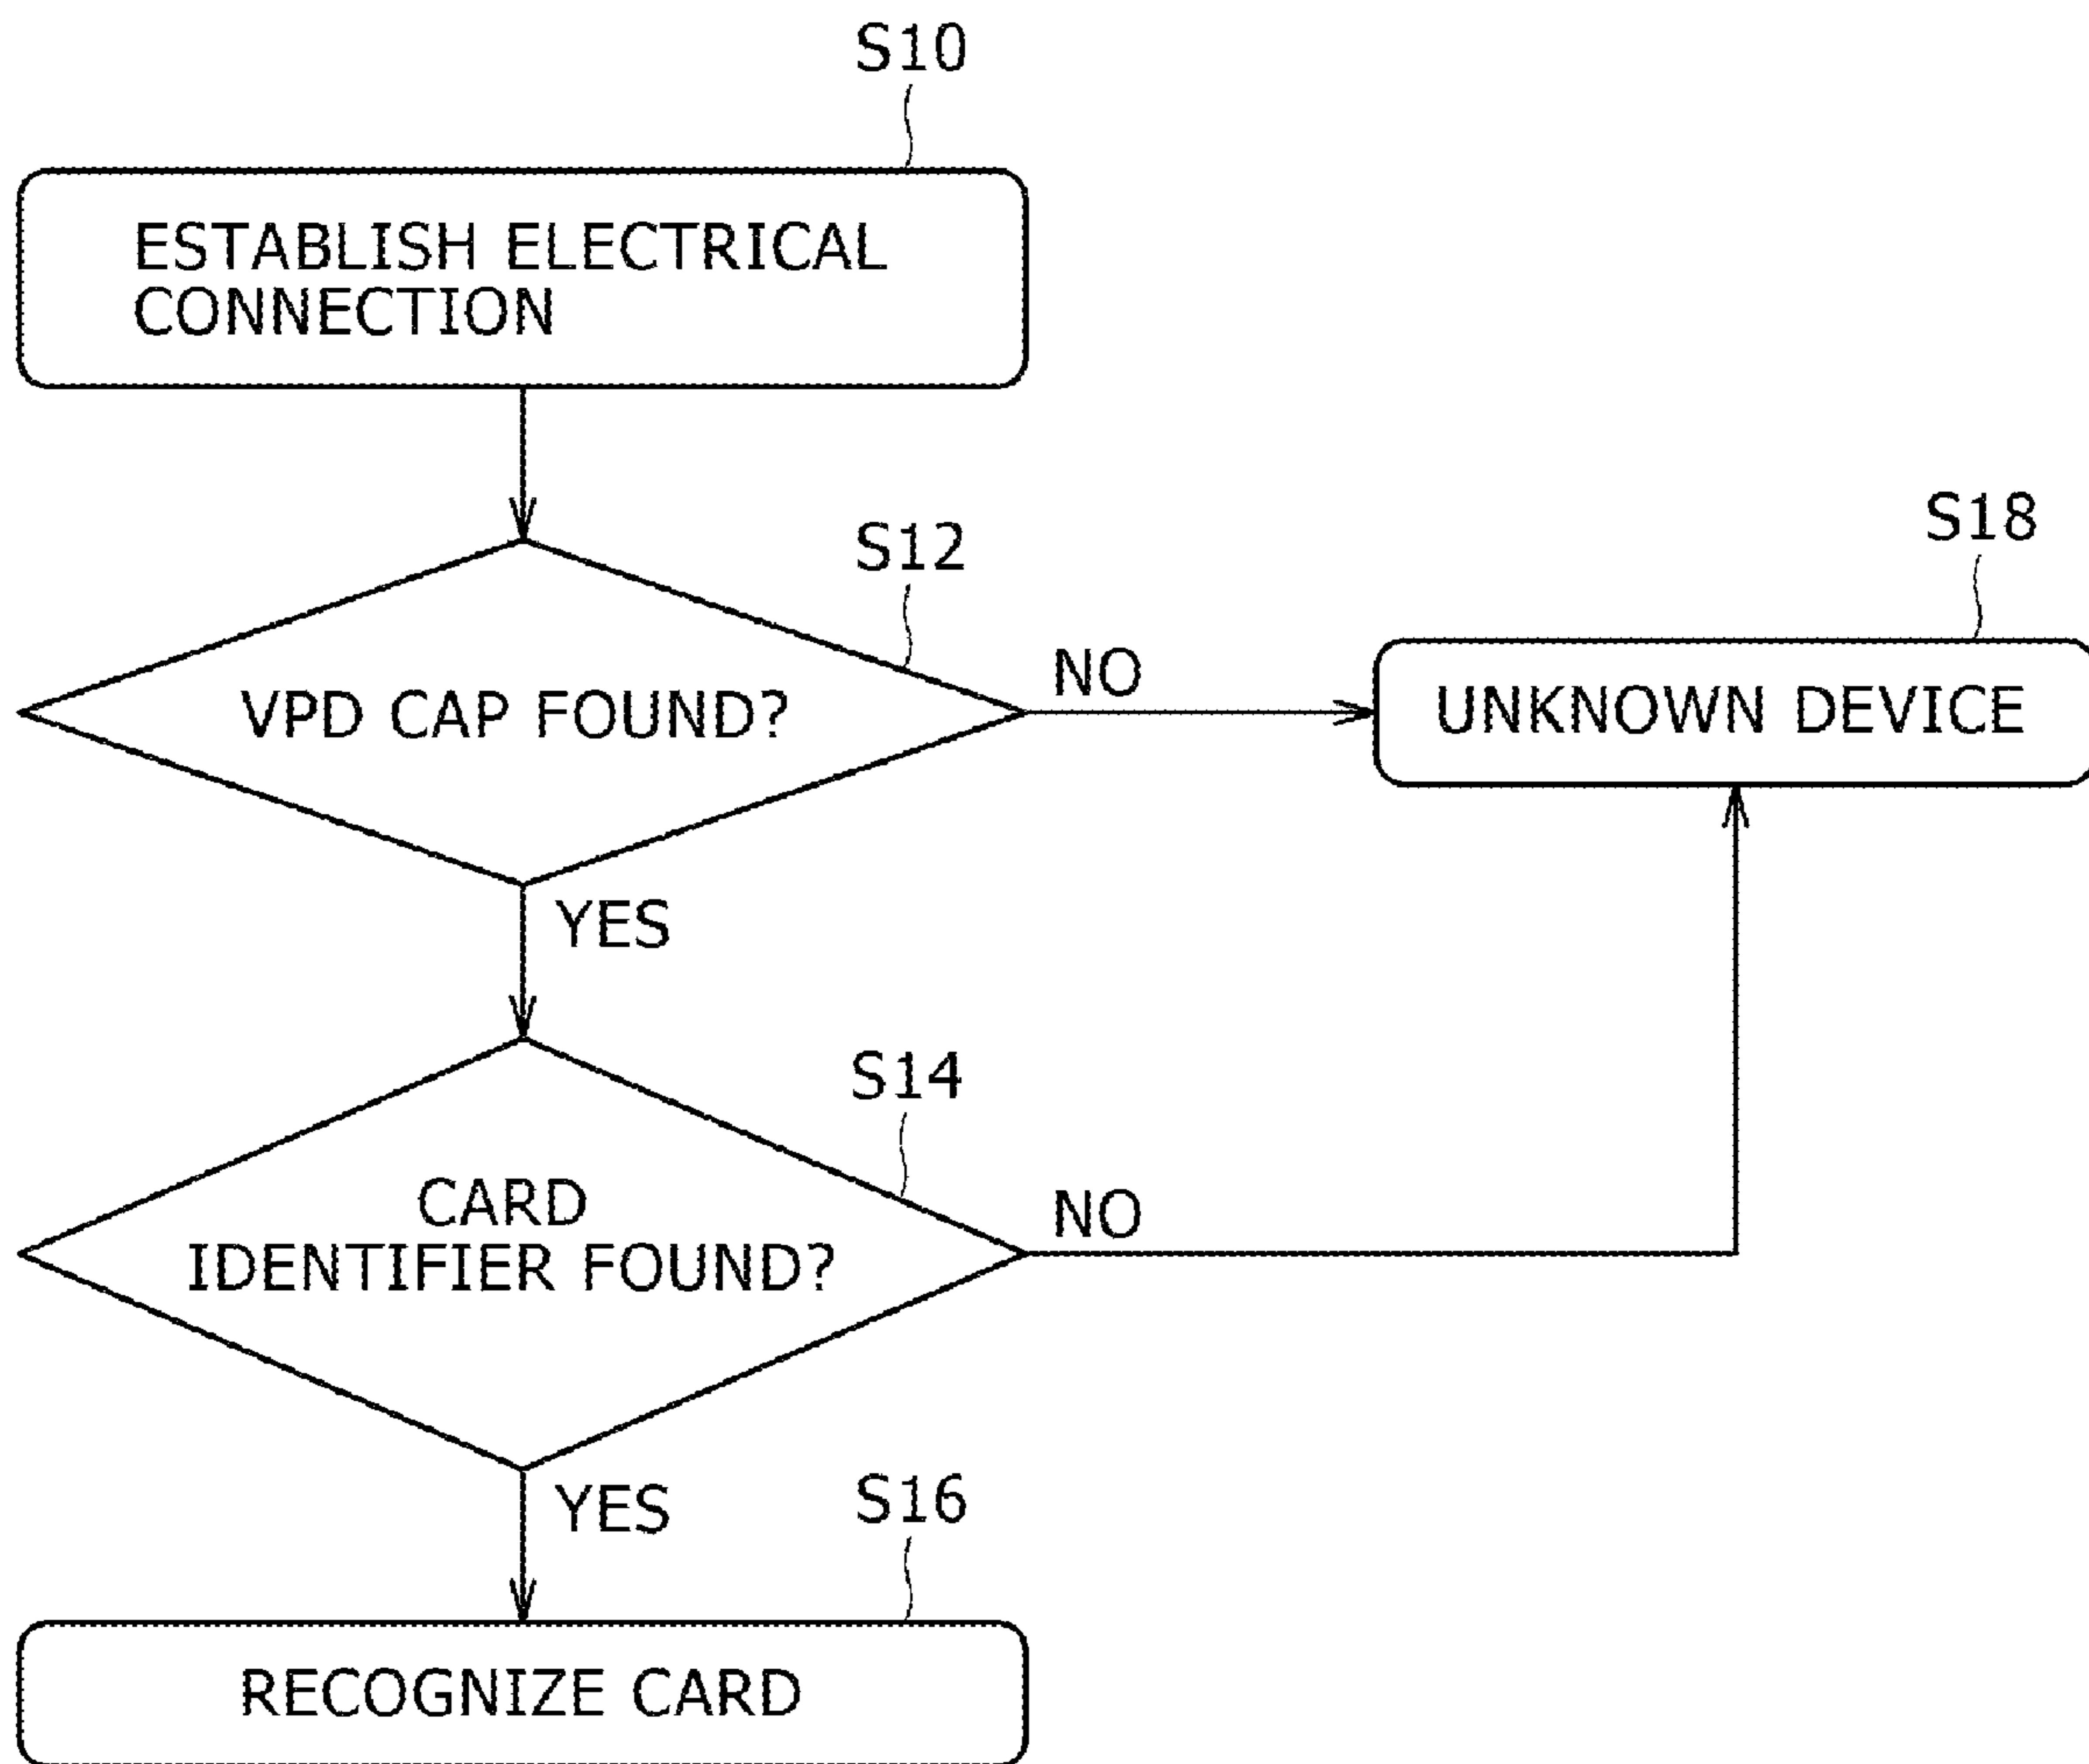 S10
ESTABLISH ELECTRICAL
CONNECTION
S12
S18
VPD CAP FOUND?
NO
UNKNOWN DEVICE
YES
S14
CARD
IDENTIFIER FOUND?
NO
YES
S16
RECOGNIZE CARD